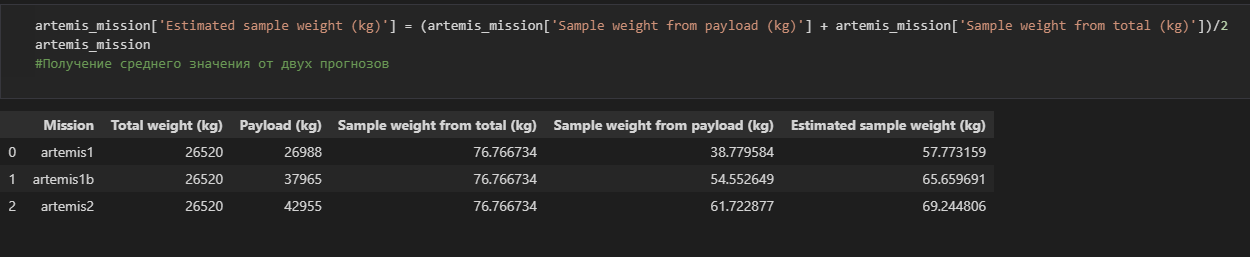 artemis_mission['Estimated sample weight (kg)'] = (artemis_mission['Sample weight from payload (kg)'] + artemis_mission['Sample weight from total (kg)'])/2
artemis_mission
#Получение среднего значения от двух прогнозов
Mission Total weight (kg) Payload (kg) Sample weight from total (kg) Sample weight from payload (kg) Estimated sample weight (kg)
0 artemis1 26520 26988 76.766734 38.779584 57.773159
1 artemis1b 26520 37965 76.766734 54.552649 65.659691
2 artemis2 26520 42955 76.766734 61.722877 69.244806